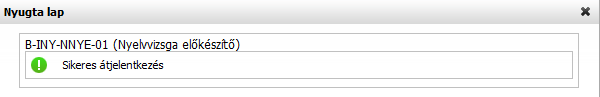 Nyugta lap
B-INY-NNYE-01 (Nyelvvizsga előkészítő)
Sikeres átjelentkezés